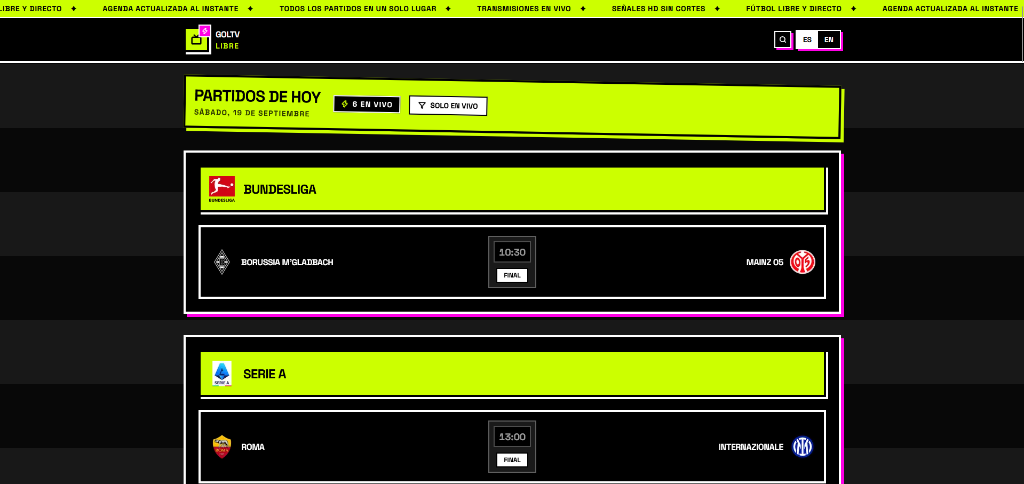 LIBRE Y DIRECTO ✦ AGENDA ACTUALIZADA AL INSTANTE ✦ TODOS LOS PARTIDOS EN UN SOLO LUGAR ✦ TRANSMISIONES EN VIVO ✦ SEÑALES HD SIN CORTES ✦ FÚTBOL LIBRE Y DIRECTO ✦ AGENDA ACTUALIZADA AL INSTANTE
GOLTV
LIBRE
ES EN
PARTIDOS DE HOY
SÁBADO, 19 DE SEPTIEMBRE
6 EN VIVO
SOLO EN VIVO
BUNDESLIGA
BUNDESLIGA
BORUSSIA M'GLADBACH
10:30
FINAL
MAINZ 05
SERIE A
SERIE A
ROMA
13:00
FINAL
INTERNAZIONALE